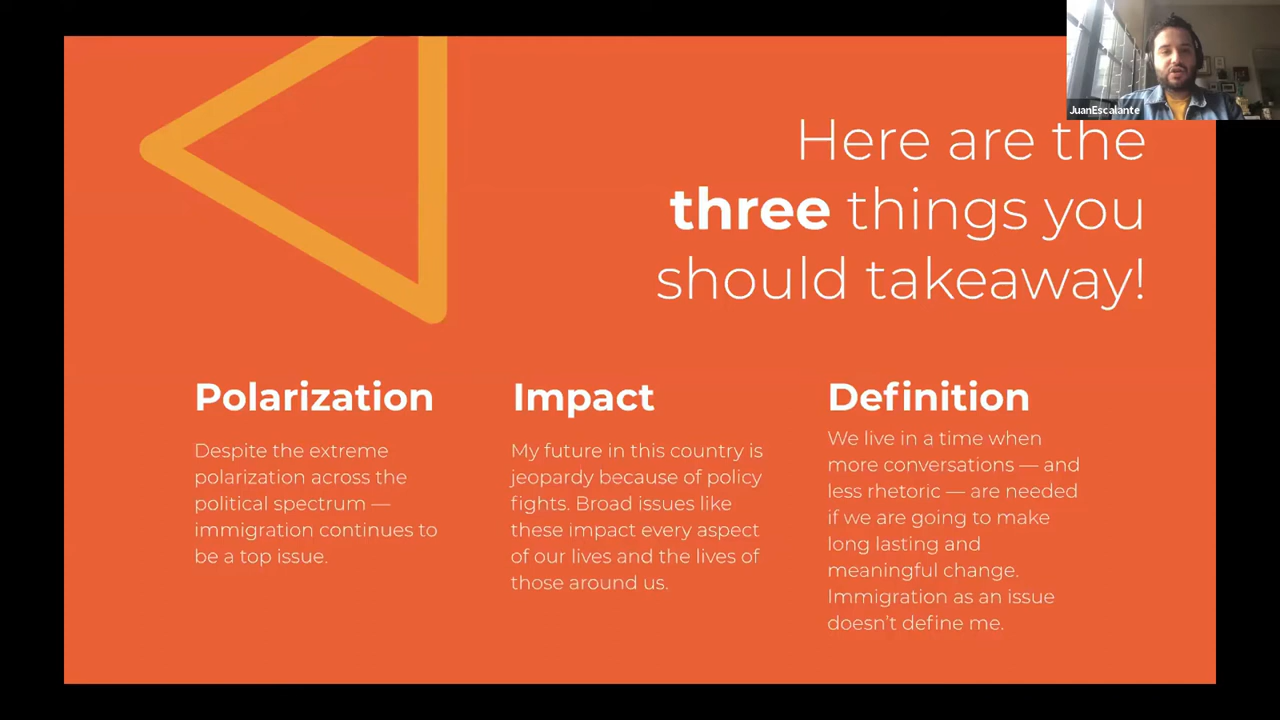 JuanEscalante
Here are the
three things you
should takeaway!
Polarization
Despite the extreme
polarization across the
political spectrum —
immigration continues to
be a top issue.
Impact
My future in this country is
jeopardy because of policy
fights. Broad issues like
these impact every aspect
of our lives and the lives of
those around us.
Definition
We live in a time when
more conversations — and
less rhetoric — are needed
if we are going to make
long lasting and
meaningful change.
Immigration as an issue
doesn’t define me.